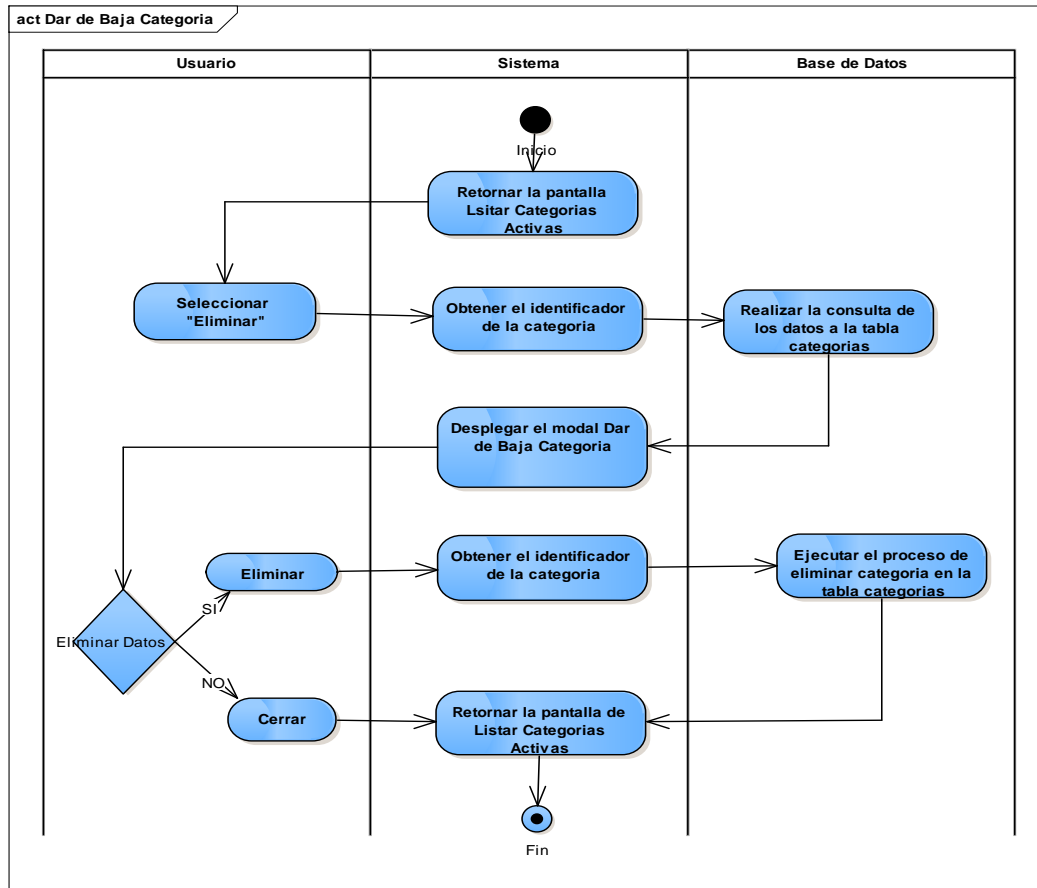 act Dar de Baja Categoria
Usuario
Sistema
Base de Datos
Inicio
Retornar la pantalla
Lsitar Categorias
Activas
Seleccionar
"Eliminar"
Obtener el identificador
de la categoria
Realizar la consulta de
los datos a la tabla
categorias
Desplegar el modal Dar
de Baja Categoria
Eliminar
Obtener el identificador
de la categoria
Ejecutar el proceso de
eliminar categoria en la
tabla categorias
SI
Eliminar Datos
NO
Cerrar
Retornar la pantalla de
Listar Categorias
Activas
Fin